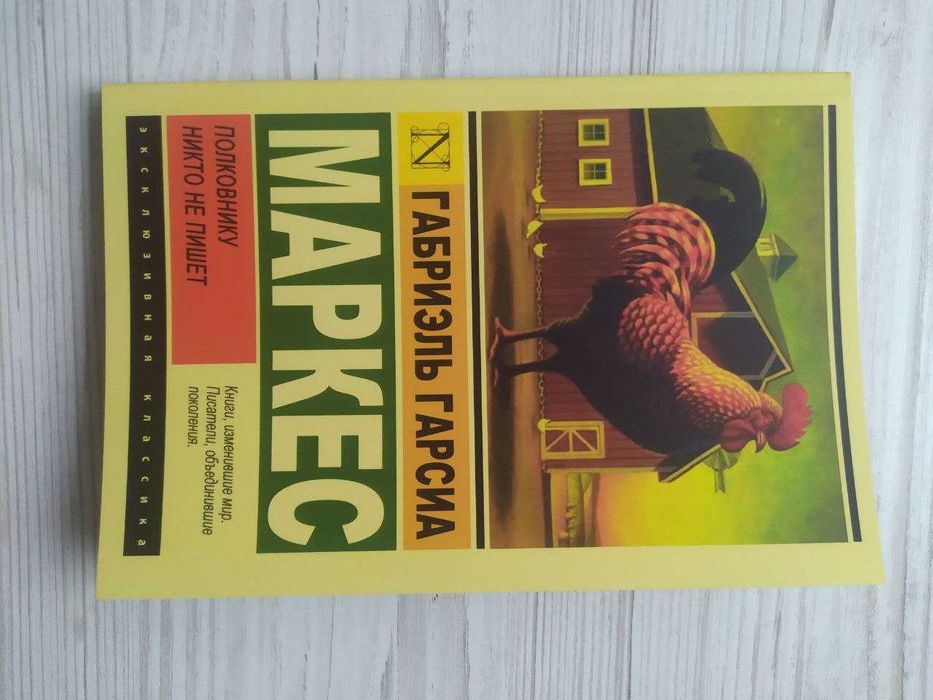 ГАБРИЭЛЬ ГАРСИА
МАРКЕС
ПОЛКОВНИКУ
НИКТО НЕ ПИШЕТ
Книги, изменившие мир.
Писатели, объединившие
поколения.
эксклюзивная классика